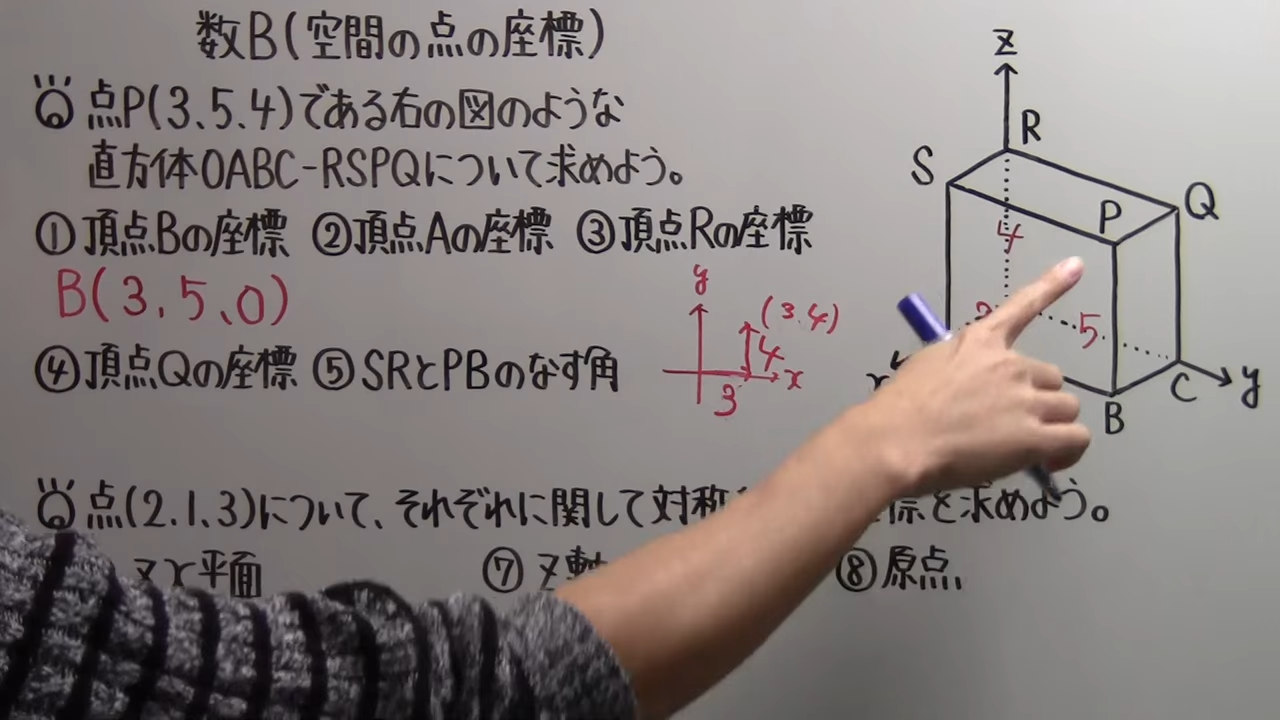 数B(空間の点の座標)
点P(3.5.4)である右の図のような
直方体OABC-RSPQについて求めよう。
①頂点Bの座標 ②頂点Aの座標 ③頂点Rの座標
B(3.5.0)
④頂点Qの座標 ⑤SRとPBのなす角
y
(3.4)
4
x
3
z
R
S
Q
P
4
5
x
C
y
B
点(2.1.3)について、それぞれに関して対称 を求めよう。
zx平面 ⑦z軸 ⑧原点